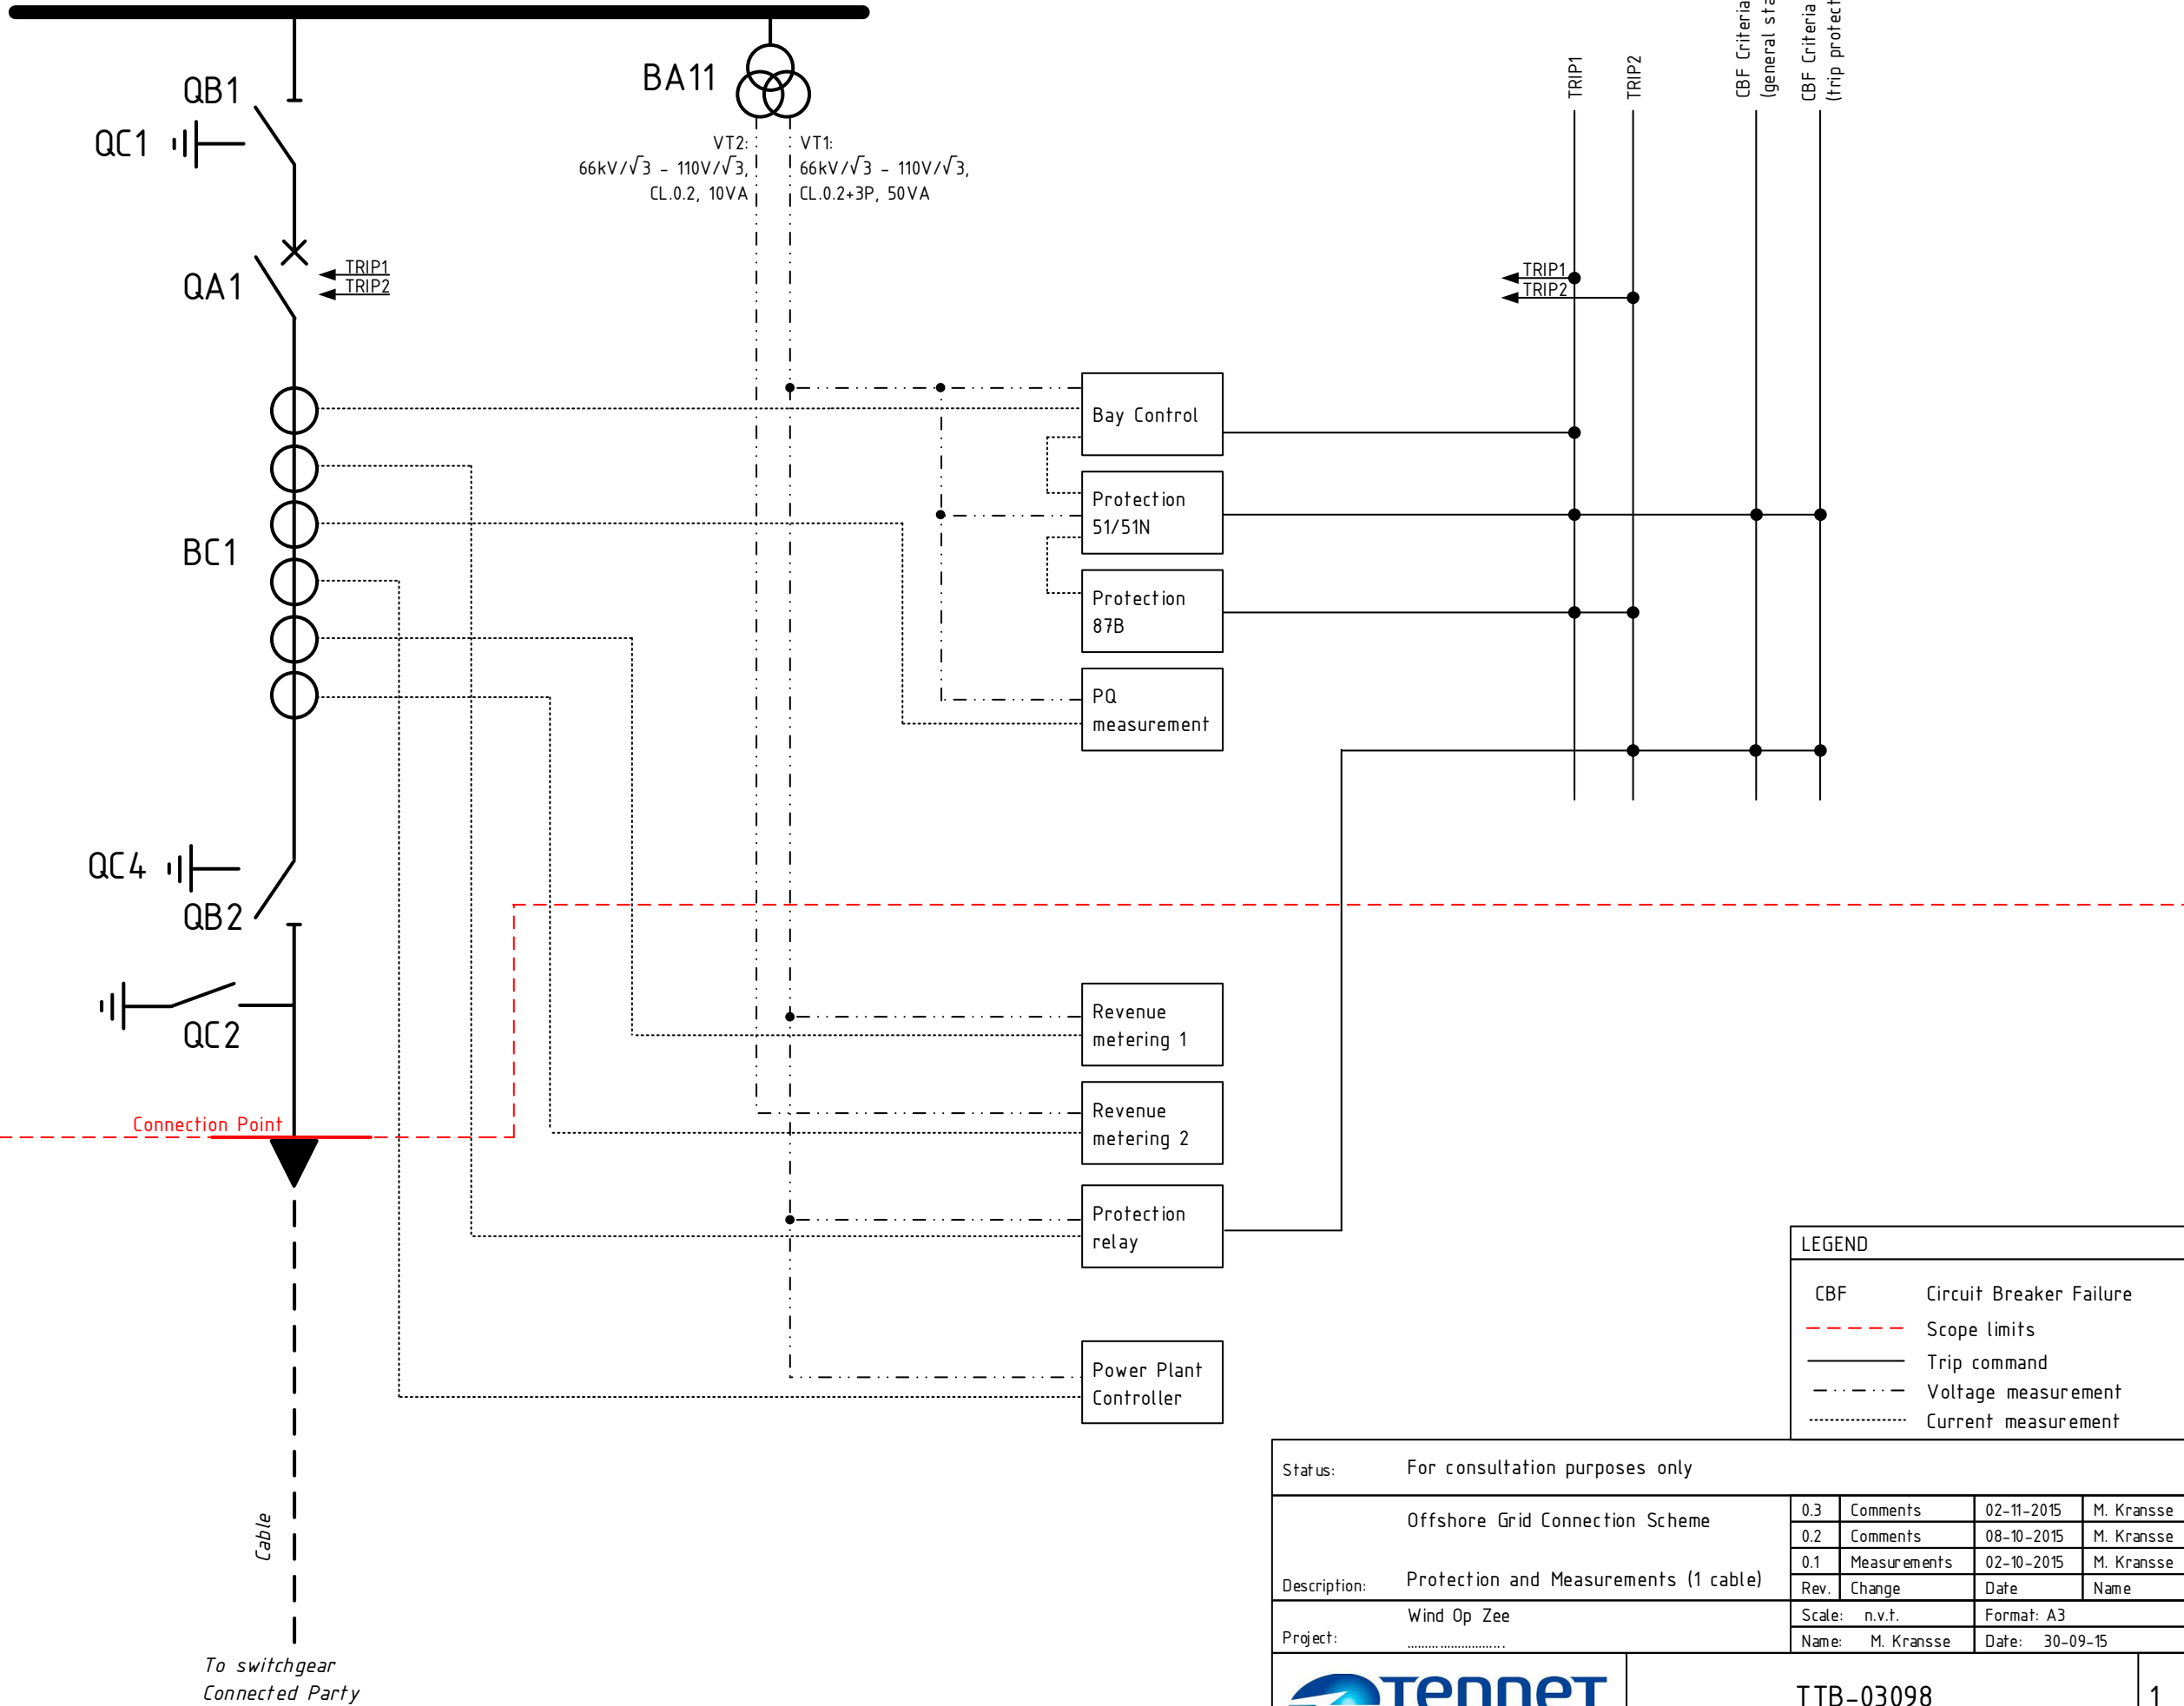 QB1
QC1
BA11
VT2:
66kV/√3 - 110V/√3,
CL.0.2, 10VA
VT1:
66kV/√3 - 110V/√3,
CL.0.2+3P, 50VA
TRIP1
TRIP2
CBF Criteria
CBF Criteria
QA1
TRIP1
TRIP2
TRIP1
TRIP2
Bay Control
Protection
51/51N
BC1
Protection
87B
PQ
measurement
QC4
QB2
QC2
Revenue
metering 1
Revenue
metering 2
Connection Point
Protection
relay
Power Plant
Controller
Cable
To switchgear
Connected Party
LEGEND
CBF Circuit Breaker Failure
Scope limits
Trip command
Voltage measurement
Current measurement
Status: For consultation purposes only
Offshore Grid Connection Scheme
Description: Protection and Measurements (1 cable)
0.3 Comments 02-11-2015 M. Kransse
0.2 Comments 08-10-2015 M. Kransse
0.1 Measurements 02-10-2015 M. Kransse
Rev. Change Date Name
Wind Op Zee
Project: ..........................
Scale: n.v.t. Format: A3
Name: M. Kransse Date: 30-09-15
Tennet
TTB-03098
1